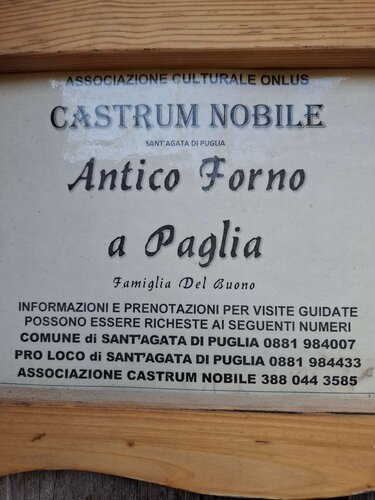 ASSOCIAZIONE CULTURALE ONLUS
CASTRUM NOBILE
SANT'AGATA DI PUGLIA
Antico Forno
a Paglia
Famiglia Del Buono
INFORMAZIONI E PRENOTAZIONI PER VISITE GUIDATE
POSSONO ESSERE RICHESTE AI SEGUENTI NUMERI
COMUNE di SANT'AGATA DI PUGLIA 0881 984007
PRO LOCO di SANT'AGATA DI PUGLIA 0881 984433
ASSOCIAZIONE CASTRUM NOBILE 388 044 3585